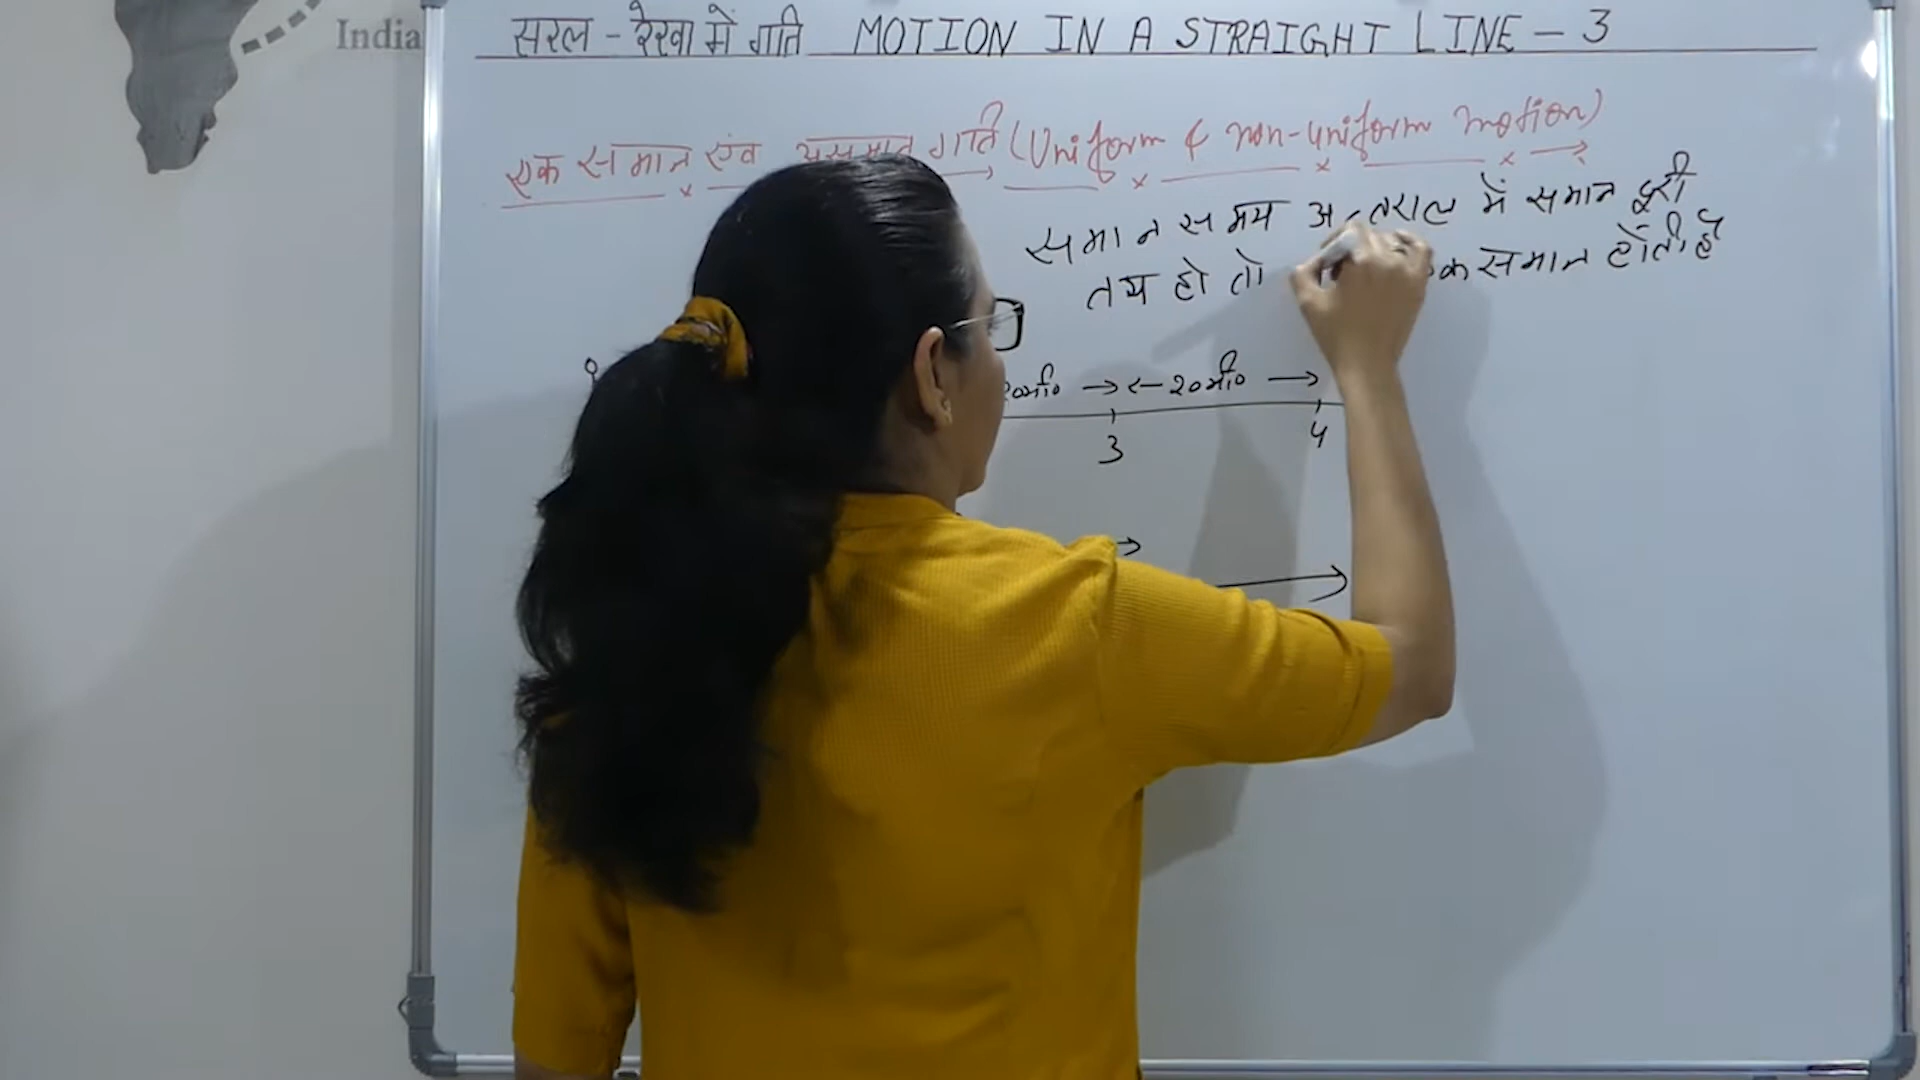 India
सरल - रेखा में गति MOTION IN A STRAIGHT LINE - 3
एक समान एंव असमान गति (Uniform & non-uniform motion)
समान समय अन्तराल में समान दूरी
तय हो तो समान होती है
२०मी० → ← २०मी० →
3 4